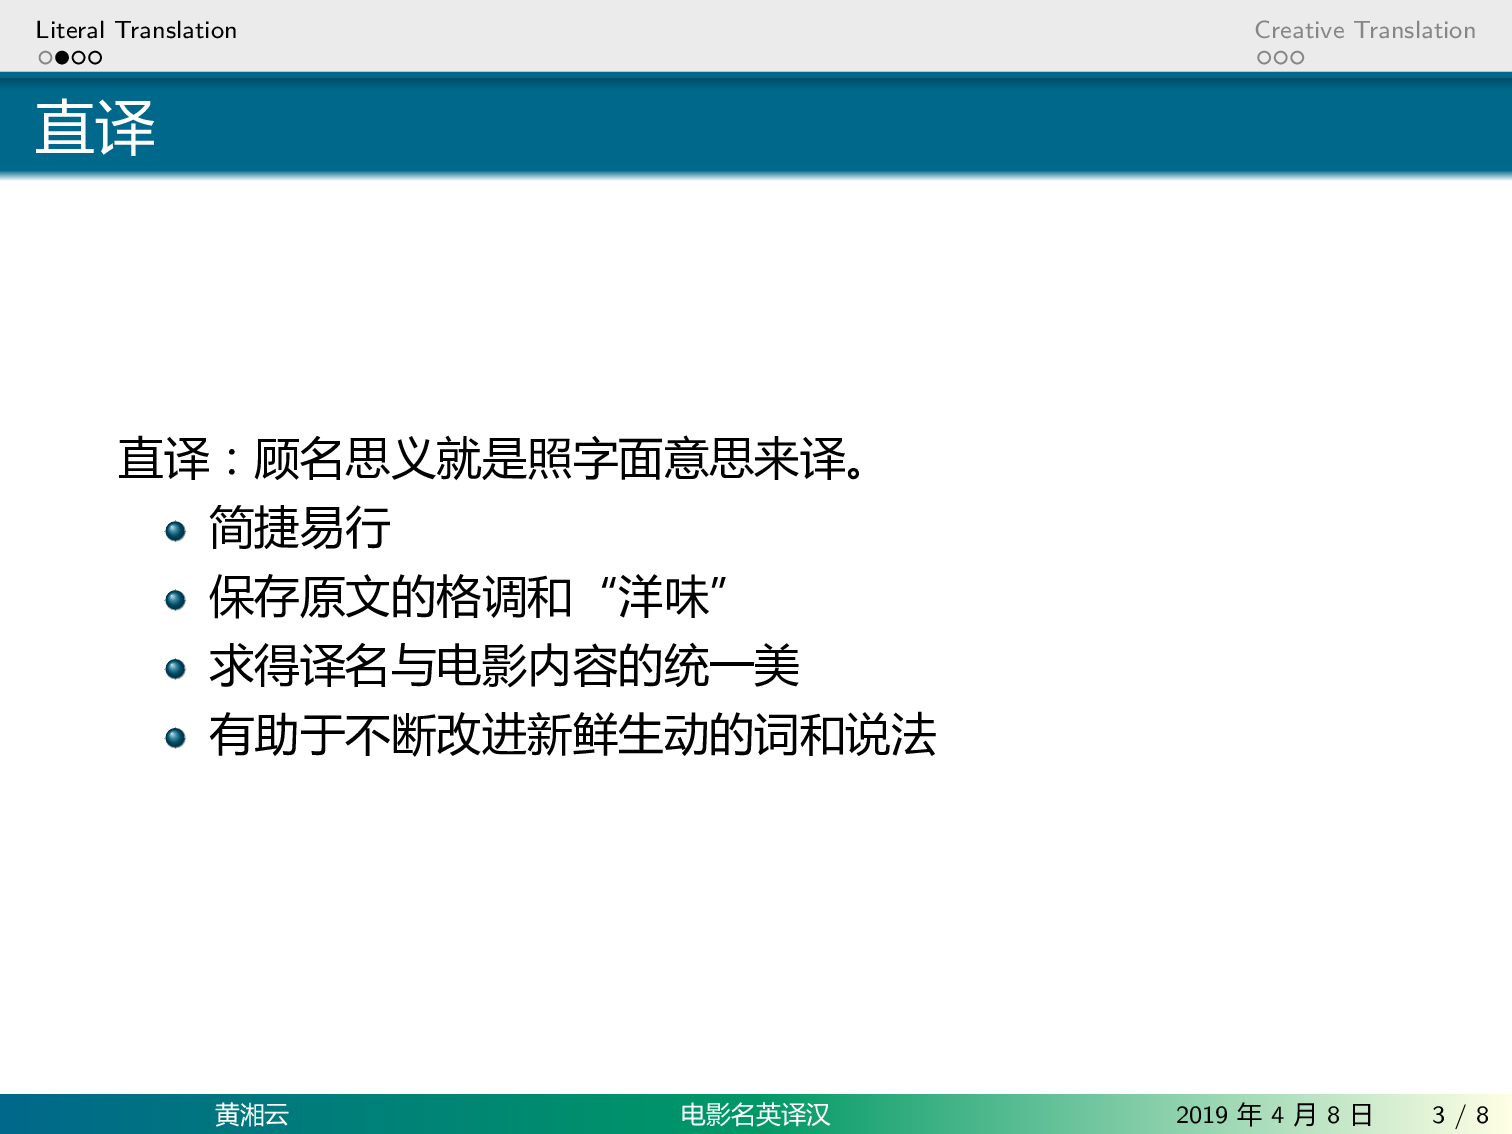 Literal Translation
Creative Translation
直译
直译：顾名思义就是照字面意思来译。
简捷易行
保存原文的格调和“洋味”
求得译名与电影内容的统一美
有助于不断改进新鲜生动的词和说法
黄湘云
电影名英译汉
2019 年 4 月 8 日
3 / 8